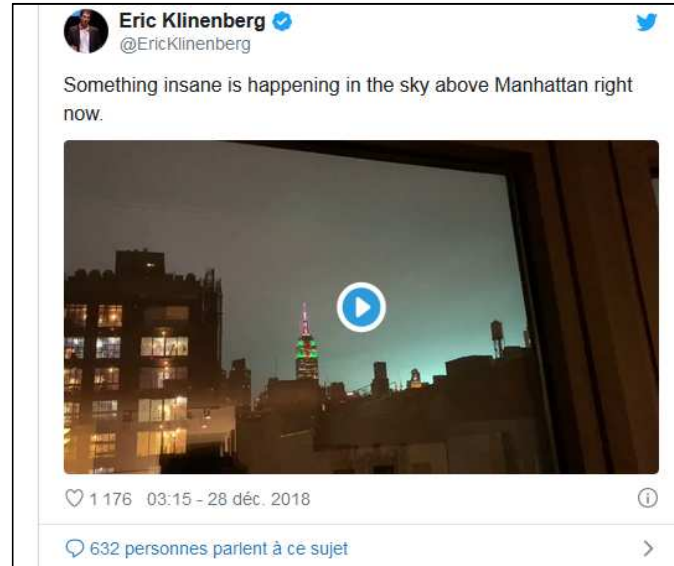 Eric Klinenberg
@EricKlinenberg
Something insane is happening in the sky above Manhattan right
now.
1 176 03:15 - 28 déc. 2018
632 personnes parlent à ce sujet